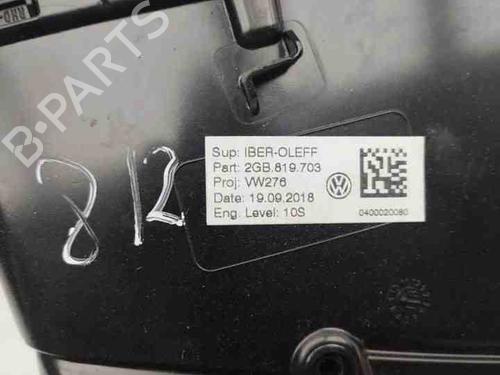 B-PARTS
812
Sup: IBER-OLEFF
Part: 2GB.819.703
Proj: VW276
Date: 19.09.2018
Eng. Level: 10S
0400020080